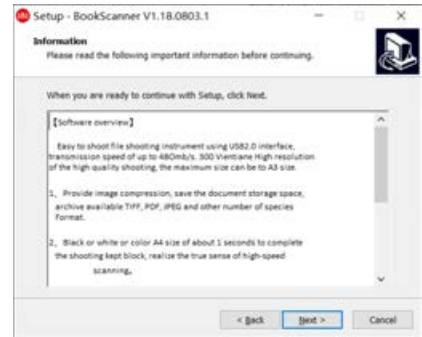 Setup - BookScanner V1.18.0803.1
Information
Please read the following important information before continuing.
When you are ready to continue with Setup, click Next.
【Software overview】
Easy to shoot file shooting instrument using USB2.0 interface,
transmission speed of up to 480mb/s. 300 Vientiane High resolution
of the high quality shooting, the maximum size can be to A3 size.
1、Provide image compression, save the document storage space,
archive available TIFF, PDF, JPEG and other number of species
Format.
2、Black or white or color A4 size of about 1 seconds to complete
the shooting kept block, realize the true sense of high-speed
scanning。
< Back
Next >
Cancel